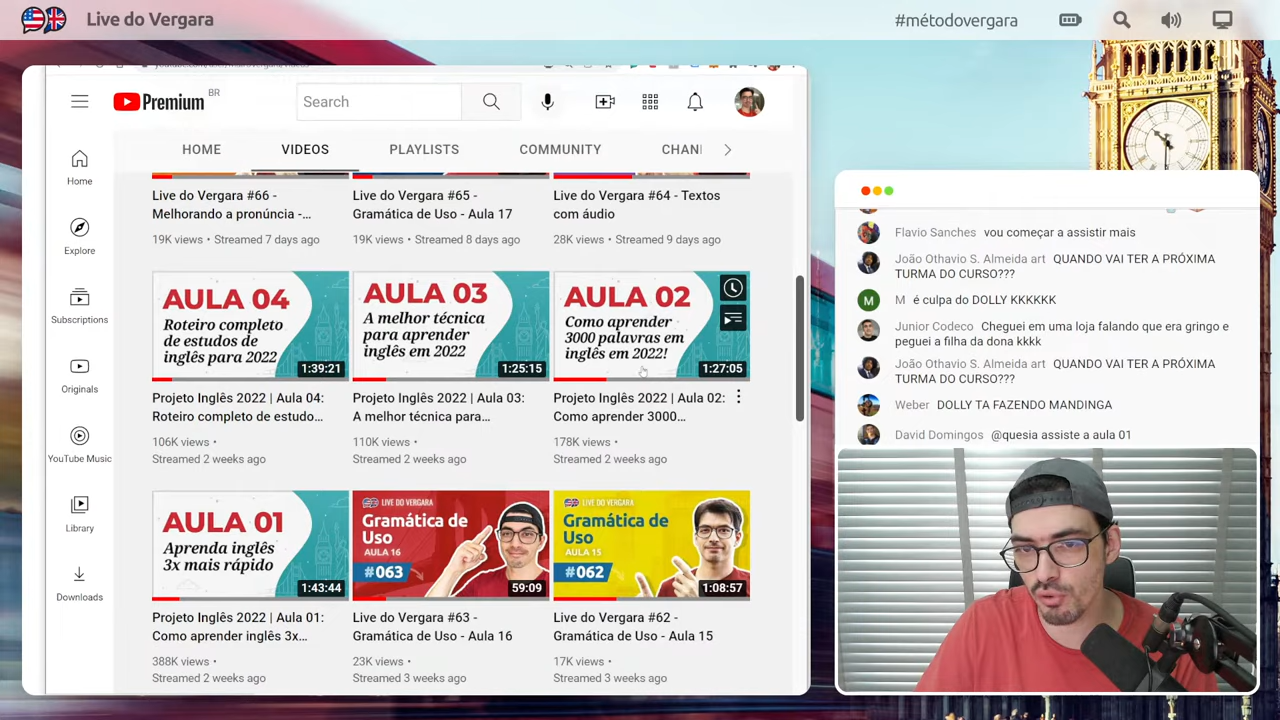 Live do Vergara
#métodovergara
Premium
BR
Search
HOME
VIDEOS
PLAYLISTS
COMMUNITY
CHAN
Home
Explore
Subscriptions
Originals
YouTube Music
Library
Downloads
Live do Vergara #66 -
Melhorando a pronúncia -...
19K views • Streamed 7 days ago
Live do Vergara #65 -
Gramática de Uso - Aula 17
19K views • Streamed 8 days ago
Live do Vergara #64 - Textos
com áudio
28K views • Streamed 9 days ago
AULA 04
Roteiro completo
de estudos de
inglês para 2022
1:39:21
Projeto Inglês 2022 | Aula 04:
Roteiro completo de estudo...
106K views •
Streamed 2 weeks ago
AULA 03
A melhor técnica
para aprender
inglês em 2022
1:25:15
Projeto Inglês 2022 | Aula 03:
A melhor técnica para...
110K views •
Streamed 2 weeks ago
AULA 02
Como aprender
3000 palavras em
inglês em 2022!
1:27:05
Projeto Inglês 2022 | Aula 02:
Como aprender 3000...
178K views •
Streamed 2 weeks ago
AULA 01
Aprenda inglês
3x mais rápido
1:43:44
Projeto Inglês 2022 | Aula 01:
Como aprender inglês 3x...
388K views •
Streamed 2 weeks ago
LIVE DO VERGARA
Gramática de
Uso
AULA 16
#063
59:09
Live do Vergara #63 -
Gramática de Uso - Aula 16
23K views •
Streamed 3 weeks ago
LIVE DO VERGARA
Gramática de
Uso
AULA 15
#062
1:08:57
Live do Vergara #62 -
Gramática de Uso - Aula 15
17K views •
Streamed 3 weeks ago
Flavio Sanches vou começar a assistir mais
João Othavio S. Almeida art QUANDO VAI TER A PRÓXIMA
TURMA DO CURSO???
M
M é culpa do DOLLY KKKKKK
Junior Codeco Cheguei em uma loja falando que era gringo e
peguei a filha da dona kkkk
João Othavio S. Almeida art QUANDO VAI TER A PRÓXIMA
TURMA DO CURSO???
Weber DOLLY TA FAZENDO MANDINGA
David Domingos @quesia assiste a aula 01